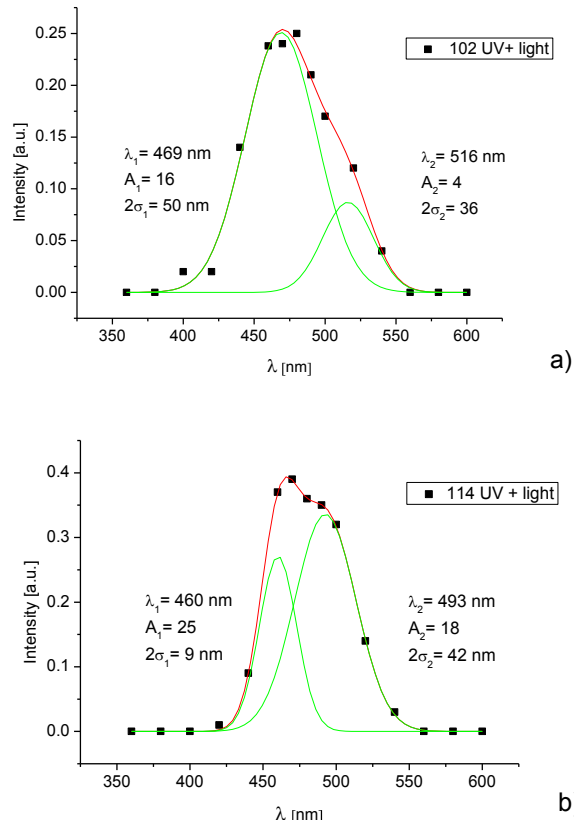 0.25
102 UV+ light
0.20
λ₁= 469 nm
A₁= 16
2σ₁= 50 nm
λ₂= 516 nm
A₂= 4
2σ₂= 36
0.15
0.10
0.05
0.00
Intensity [a.u.]
350 400 450 500 550 600
λ [nm]
a)
0.4
114 UV + light
0.3
λ₁= 460 nm
A₁= 25
2σ₁= 9 nm
λ₂= 493 nm
A₂= 18
2σ₂= 42 nm
0.2
0.1
0.0
Intensity [a.u.]
350 400 450 500 550 600
λ [nm]
b